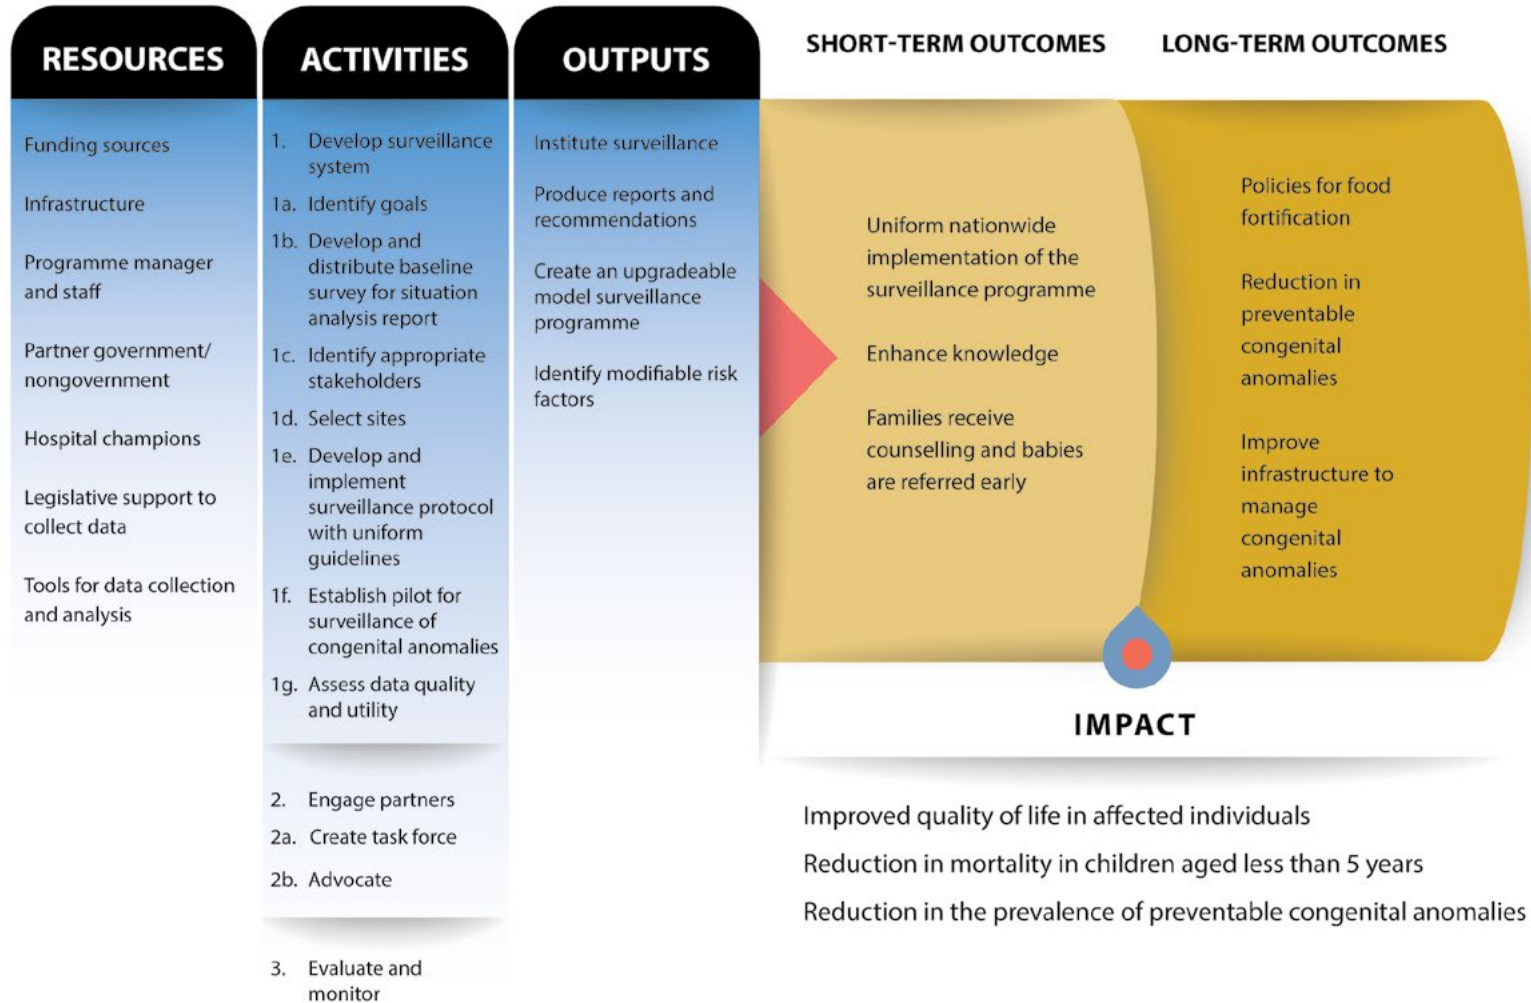 RESOURCES
Funding sources
Infrastructure
Programme manager
and staff
Partner government/
nongovernment
Hospital champions
Legislative support to
collect data
Tools for data collection
and analysis
ACTIVITIES
1. Develop surveillance
system
1a. Identify goals
1b. Develop and
distribute baseline
survey for situation
analysis report
1c. Identify appropriate
stakeholders
1d. Select sites
1e. Develop and
implement
surveillance protocol
with uniform
guidelines
1f. Establish pilot for
surveillance of
congenital anomalies
1g. Assess data quality
and utility
2. Engage partners
2a. Create task force
2b. Advocate
3. Evaluate and
monitor
OUTPUTS
Institute surveillance
Produce reports and
recommendations
Create an upgradeable
model surveillance
programme
Identify modifiable risk
factors
SHORT-TERM OUTCOMES
Uniform nationwide
implementation of the
surveillance programme
Enhance knowledge
Families receive
counselling and babies
are referred early
LONG-TERM OUTCOMES
Policies for food
fortification
Reduction in
preventable
congenital
anomalies
Improve
infrastructure to
manage
congenital
anomalies
IMPACT
Improved quality of life in affected individuals
Reduction in mortality in children aged less than 5 years
Reduction in the prevalence of preventable congenital anomalies